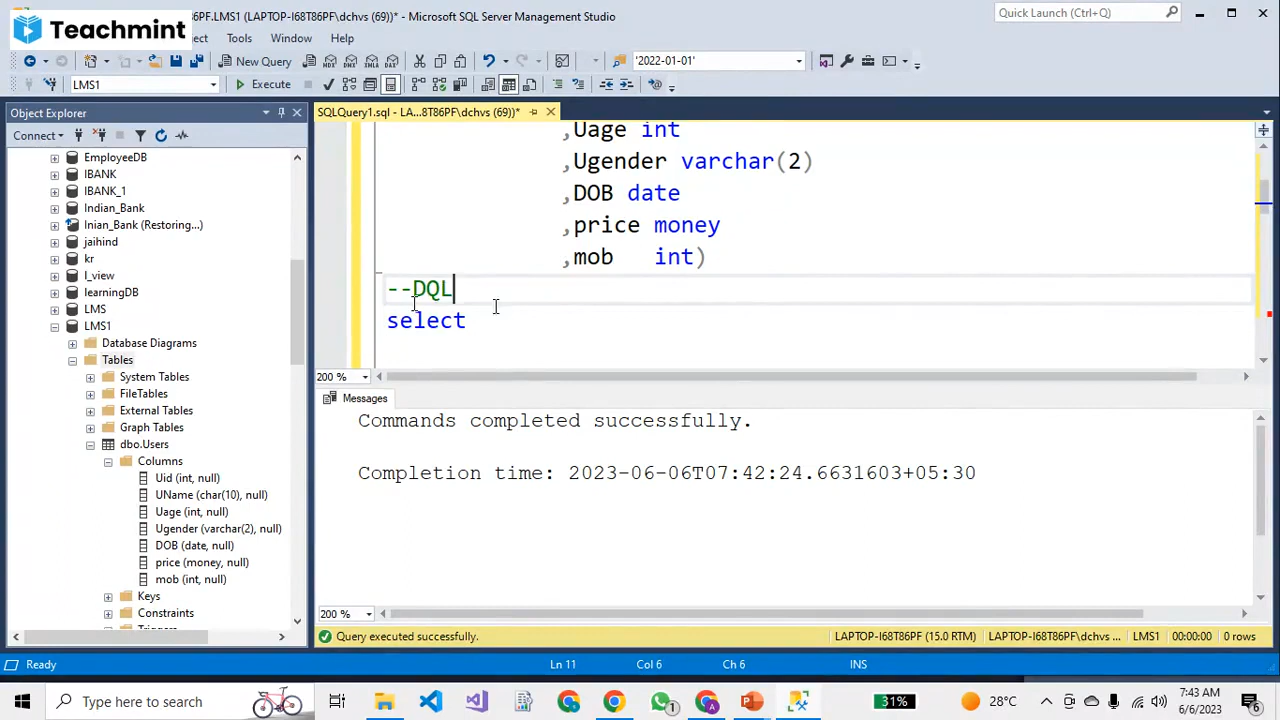 PF.LMS1 (LAPTOP-I68T86PF\dchvs (69))* - Microsoft SQL Server Management Studio
Quick Launch (Ctrl+Q)
Teachmint
Tools Window Help
New Query
'2022-01-01'
LMS1
Execute
Object Explorer
SQLQuery1.sql - LA...8T86PF\dchvs (69))*
Connect
EmployeeDB
IBANK
IBANK_1
Indian_Bank
Inian_Bank (Restoring...)
jaihind
kr
l_view
learningDB
LMS
LMS1
Database Diagrams
Tables
System Tables
FileTables
External Tables
Graph Tables
dbo.Users
Columns
Uid (int, null)
UName (char(10), null)
Uage (int, null)
Ugender (varchar(2), null)
DOB (date, null)
price (money, null)
mob (int, null)
Keys
Constraints
,Uage int
,Ugender varchar(2)
,DOB date
,price money
,mob int)
--DQL
select
200 %
Messages
Commands completed successfully.
Completion time: 2023-06-06T07:42:24.6631603+05:30
200 %
Query executed successfully.
LAPTOP-I68T86PF (15.0 RTM) LAPTOP-I68T86PF\dchvs ... LMS1 00:00:00 0 rows
Ready
Ln 11 Col 6 Ch 6 INS
Type here to search
1
31%
28°C
7:43 AM
6/6/2023
6